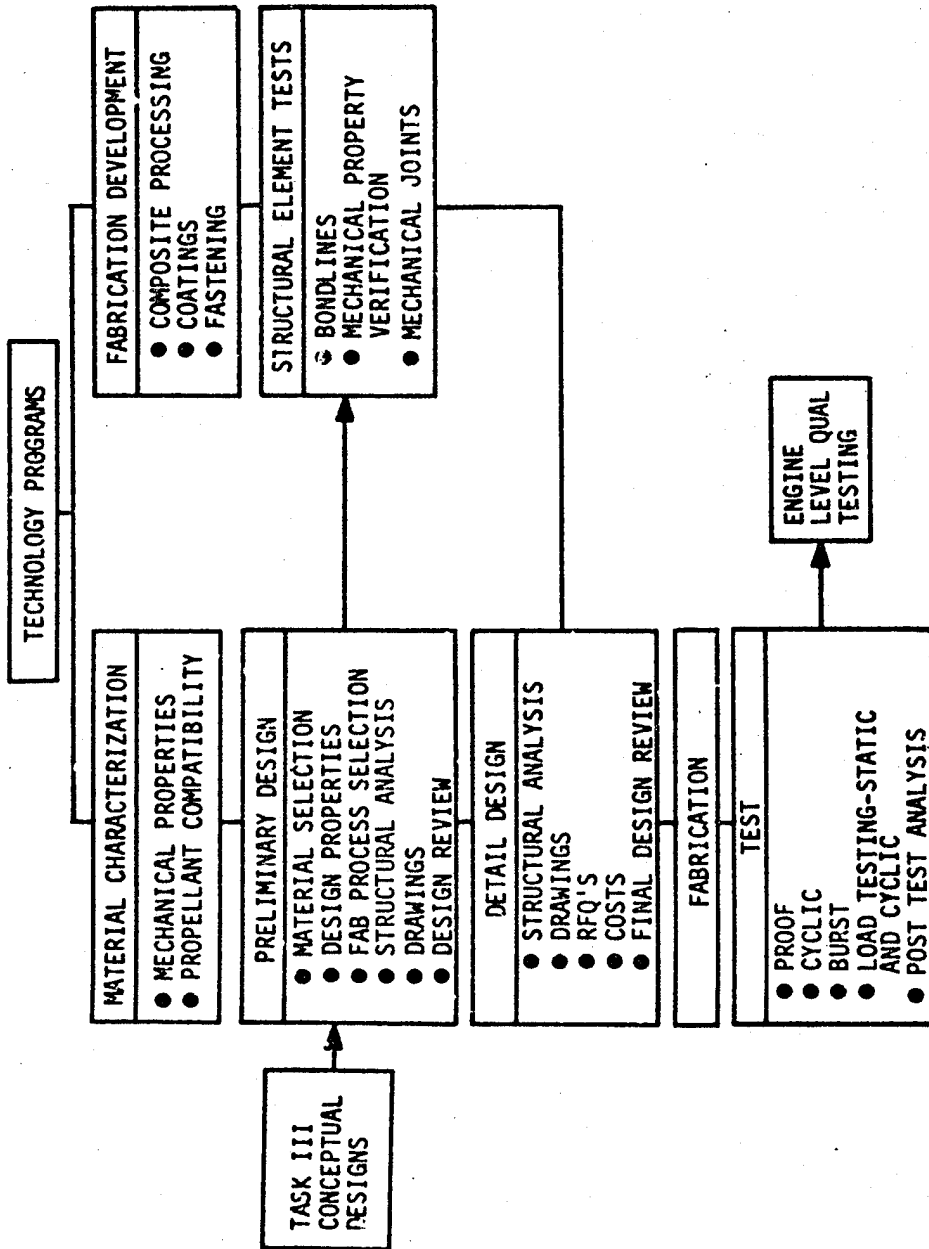 TECHNOLOGY PROGRAMS
MATERIAL CHARACTERIZATION
● MECHANICAL PROPERTIES
● PROPELLANT COMPATIBILITY
FABRICATION DEVELOPMENT
● COMPOSITE PROCESSING
● COATINGS
● FASTENING
TASK III
CONCEPTUAL
DESIGNS
PRELIMINARY DESIGN
● MATERIAL SELECTION
● DESIGN PROPERTIES
● FAB PROCESS SELECTION
● STRUCTURAL ANALYSIS
● DRAWINGS
● DESIGN REVIEW
STRUCTURAL ELEMENT TESTS
● BONDLINES
● MECHANICAL PROPERTY
VERIFICATION
● MECHANICAL JOINTS
DETAIL DESIGN
● STRUCTURAL ANALYSIS
● DRAWINGS
● RFQ'S
● COSTS
● FINAL DESIGN REVIEW
FABRICATION
TEST
● PROOF
● CYCLIC
● BURST
● LOAD TESTING-STATIC
AND CYCLIC
● POST TEST ANALYSIS
ENGINE
LEVEL QUAL
TESTING